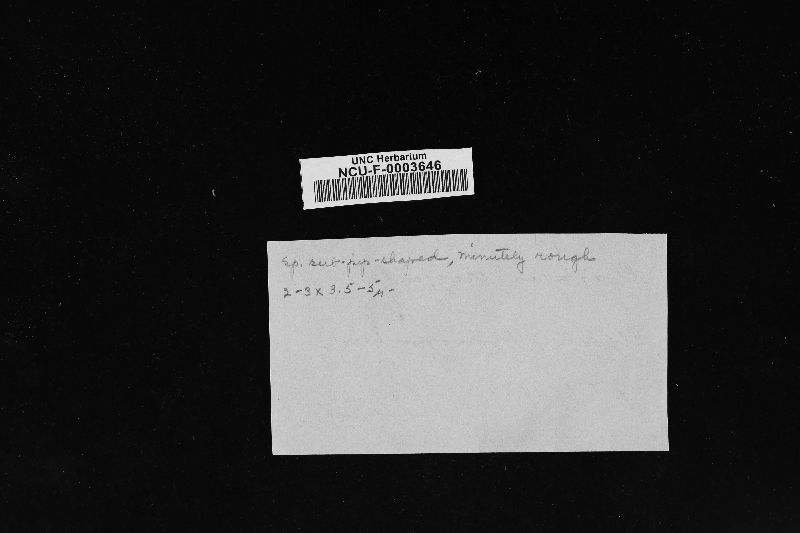 UNC Herbarium
NCU-F-0003646
Sp. sub-pip-shaped, minutely rough
2-3 x 3.5-5µ-